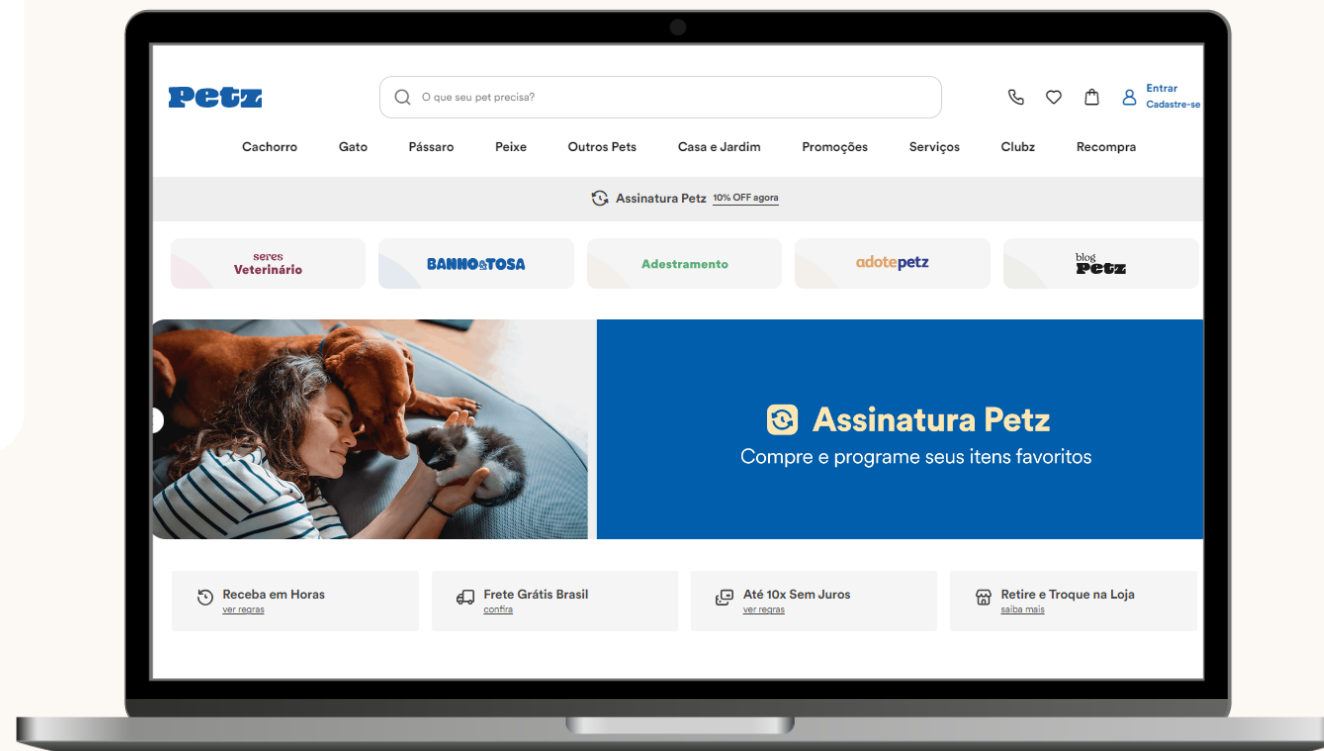 Petz
O que seu pet precisa?
Entrar
Cadastre-se
Cachorro Gato Pássaro Peixe Outros Pets Casa e Jardim Promoções Serviços Clubz Recompra
Assinatura Petz 10% OFF agora
seres
Veterinário
BANHO&TOSA
Adestramento
adotepetz
blog
Petz
Assinatura Petz
Compre e programe seus itens favoritos
Receba em Horas
ver regras
Frete Grátis Brasil
confira
Até 10x Sem Juros
ver regras
Retire e Troque na Loja
saiba mais